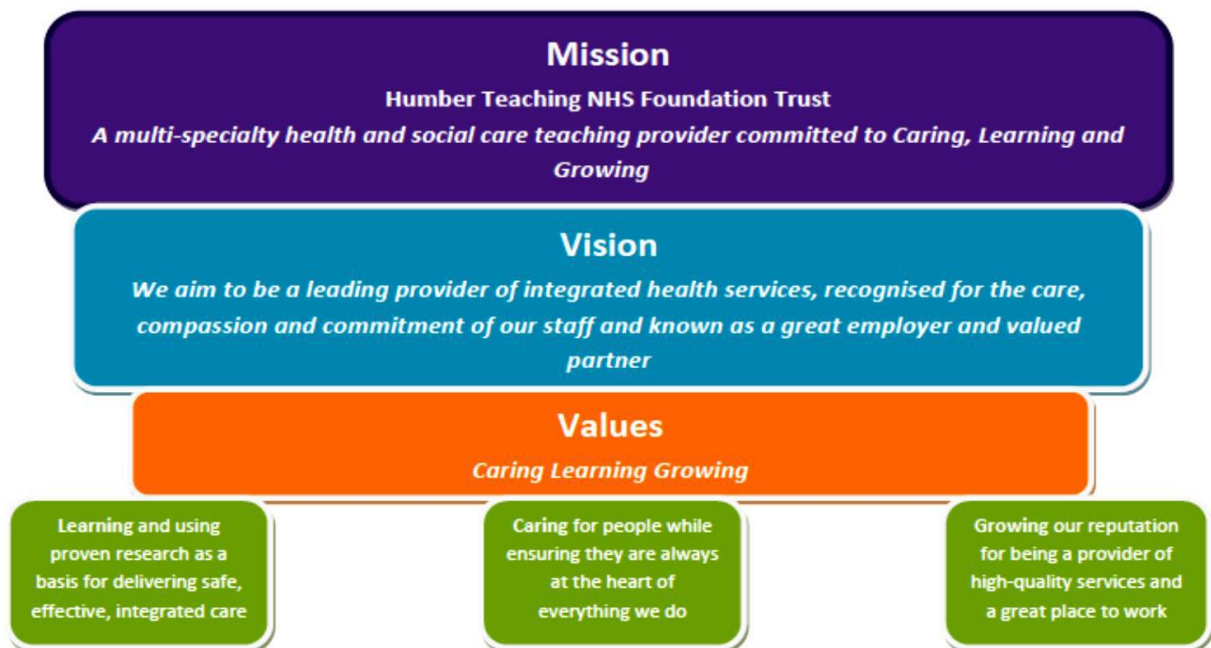 Mission
Humber Teaching NHS Foundation Trust
A multi-specialty health and social care teaching provider committed to Caring, Learning and
Growing
Vision
We aim to be a leading provider of integrated health services, recognised for the care,
compassion and commitment of our staff and known as a great employer and valued
partner
Values
Caring Learning Growing
Learning and using
proven research as a
basis for delivering safe,
effective, integrated care
Caring for people while
ensuring they are always
at the heart of
everything we do
Growing our reputation
for being a provider of
high-quality services and
a great place to work